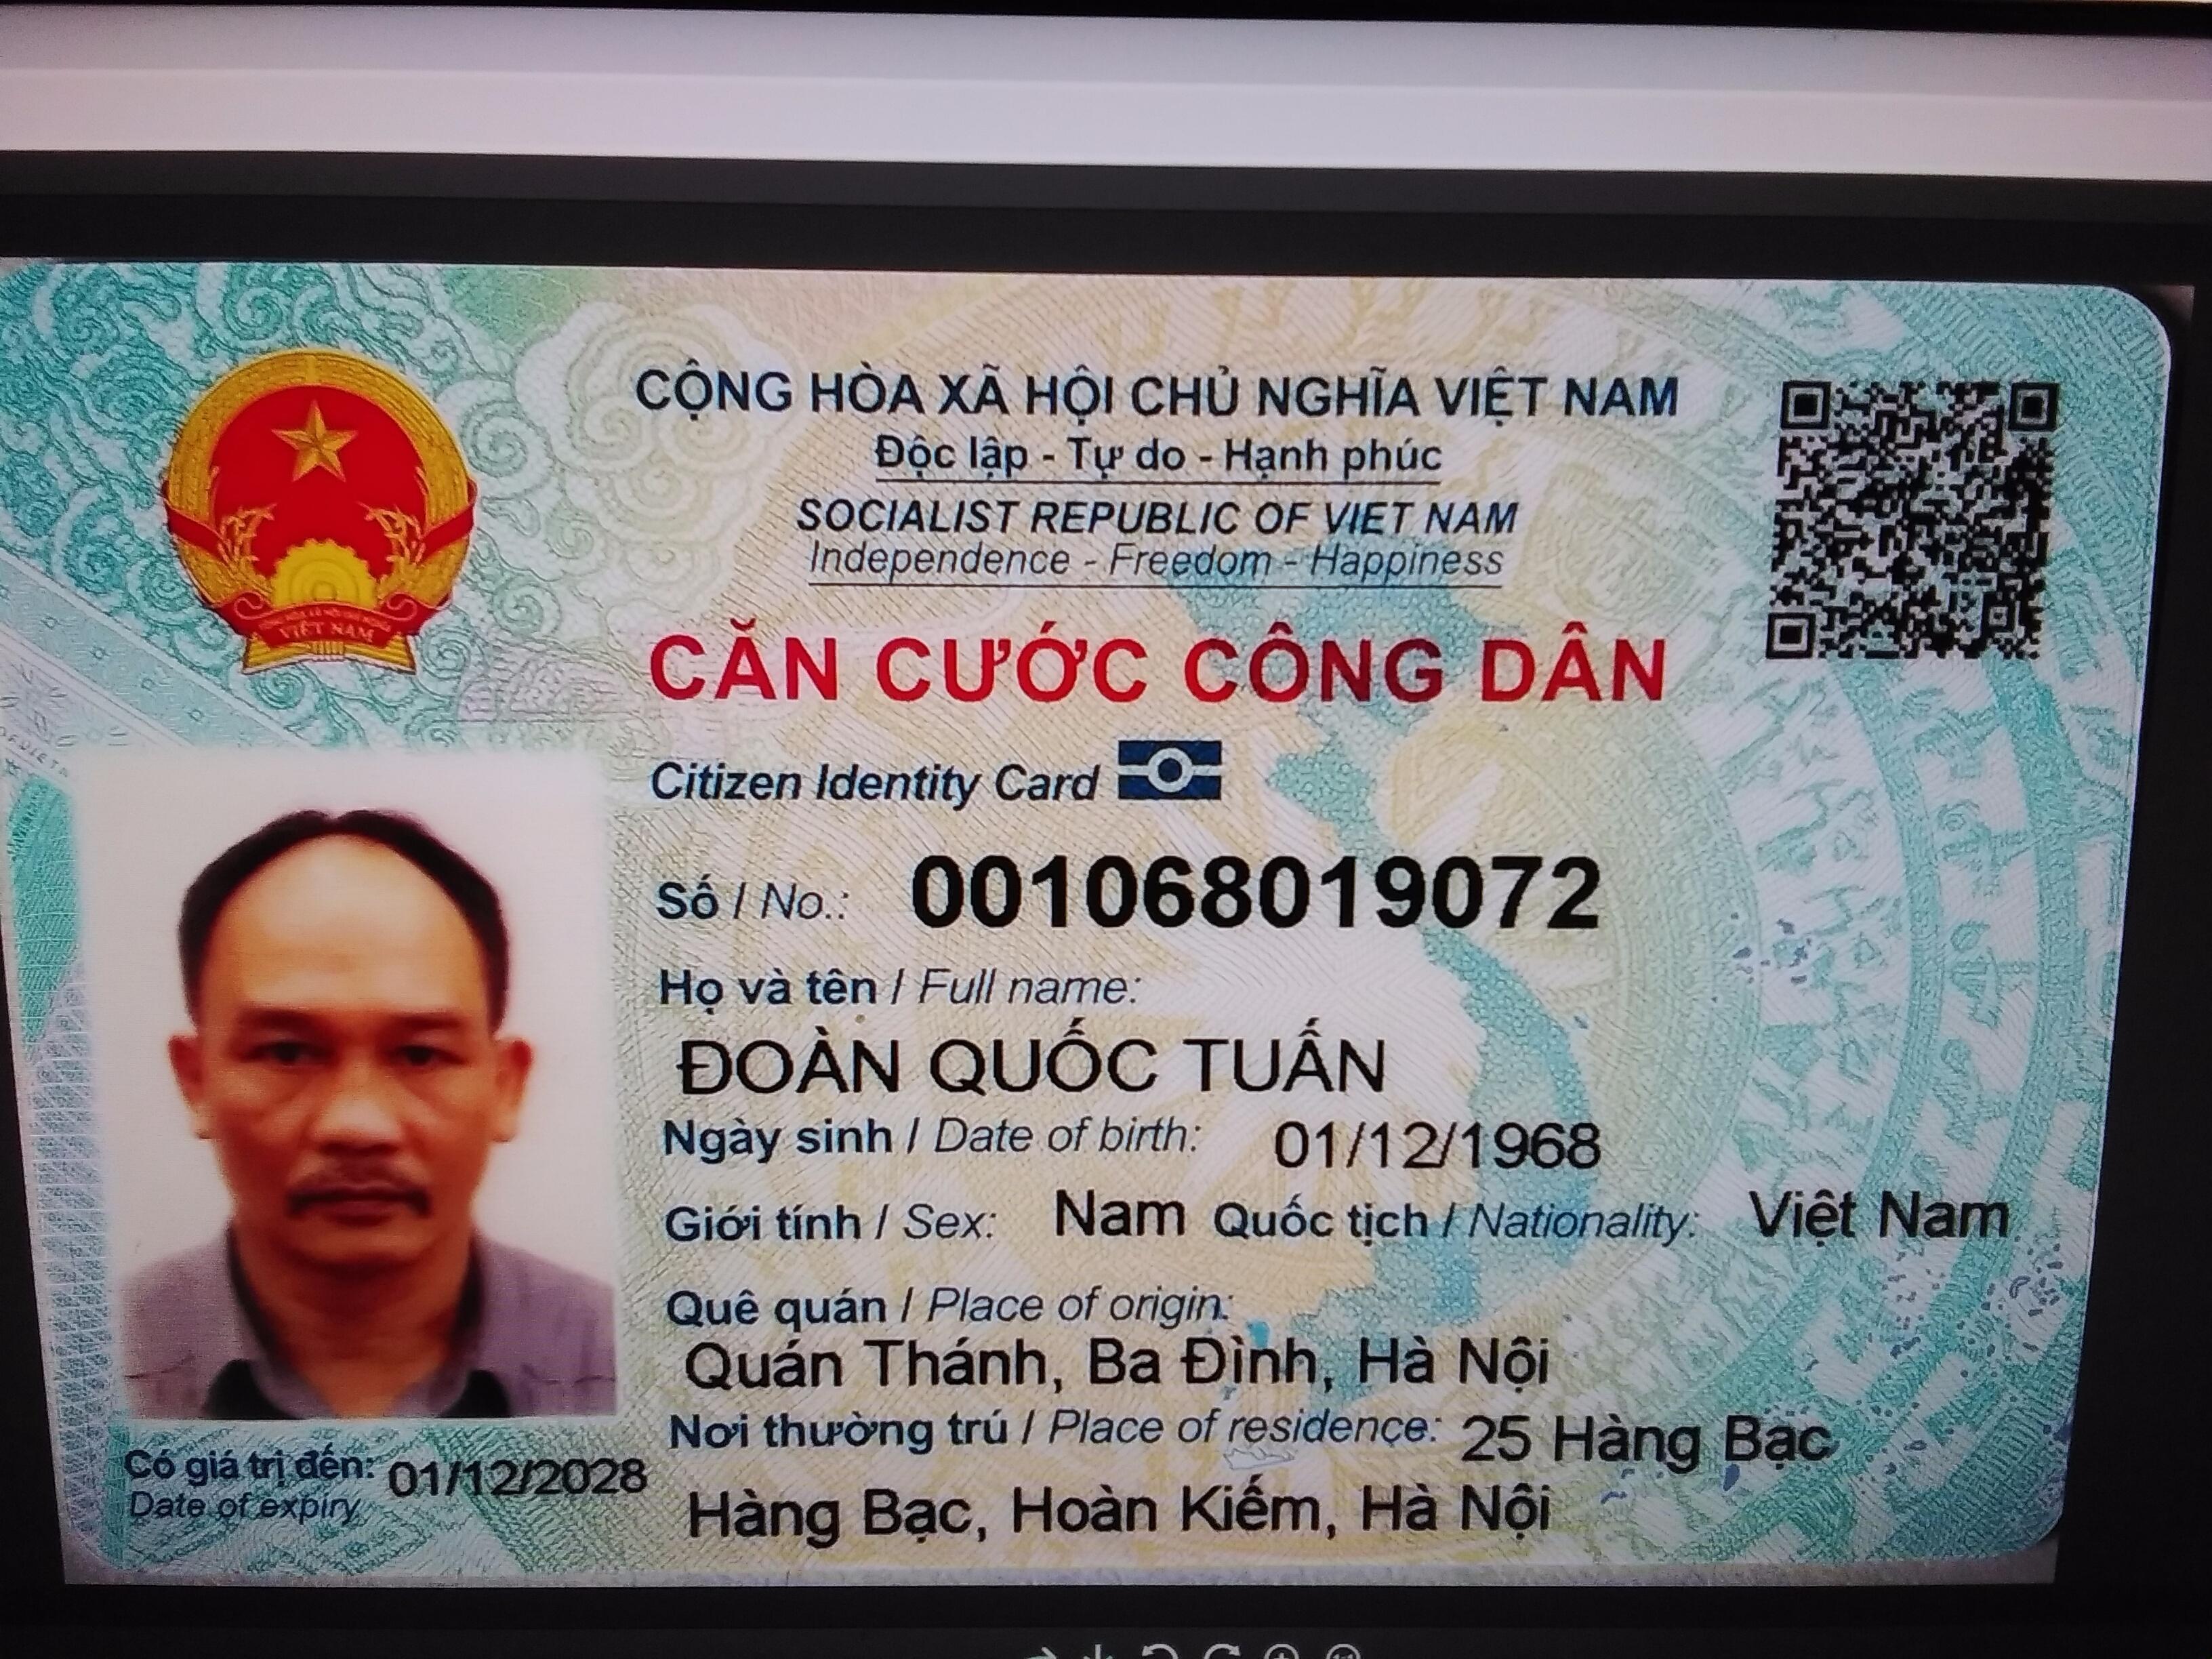 CỘNG HÒA XÃ HỘI CHỦ NGHĨA VIỆT NAM
Độc lập - Tự do - Hạnh phúc
SOCIALIST REPUBLIC OF VIET NAM
Independence - Freedom - Happiness
CĂN CƯỚC CÔNG DÂN
Citizen Identity Card
VIỆT NAM
Số / No.: 001068019072
Họ và tên / Full name:
ĐOÀN QUỐC TUẤN
Ngày sinh / Date of birth: 01/12/1968
Giới tính / Sex: Nam Quốc tịch / Nationality: Việt Nam
Quê quán / Place of origin:
Quán Thánh, Ba Đình, Hà Nội
Nơi thường trú / Place of residence: 25 Hàng Bạc
Hàng Bạc, Hoàn Kiếm, Hà Nội
Có giá trị đến: 01/12/2028
Date of expiry